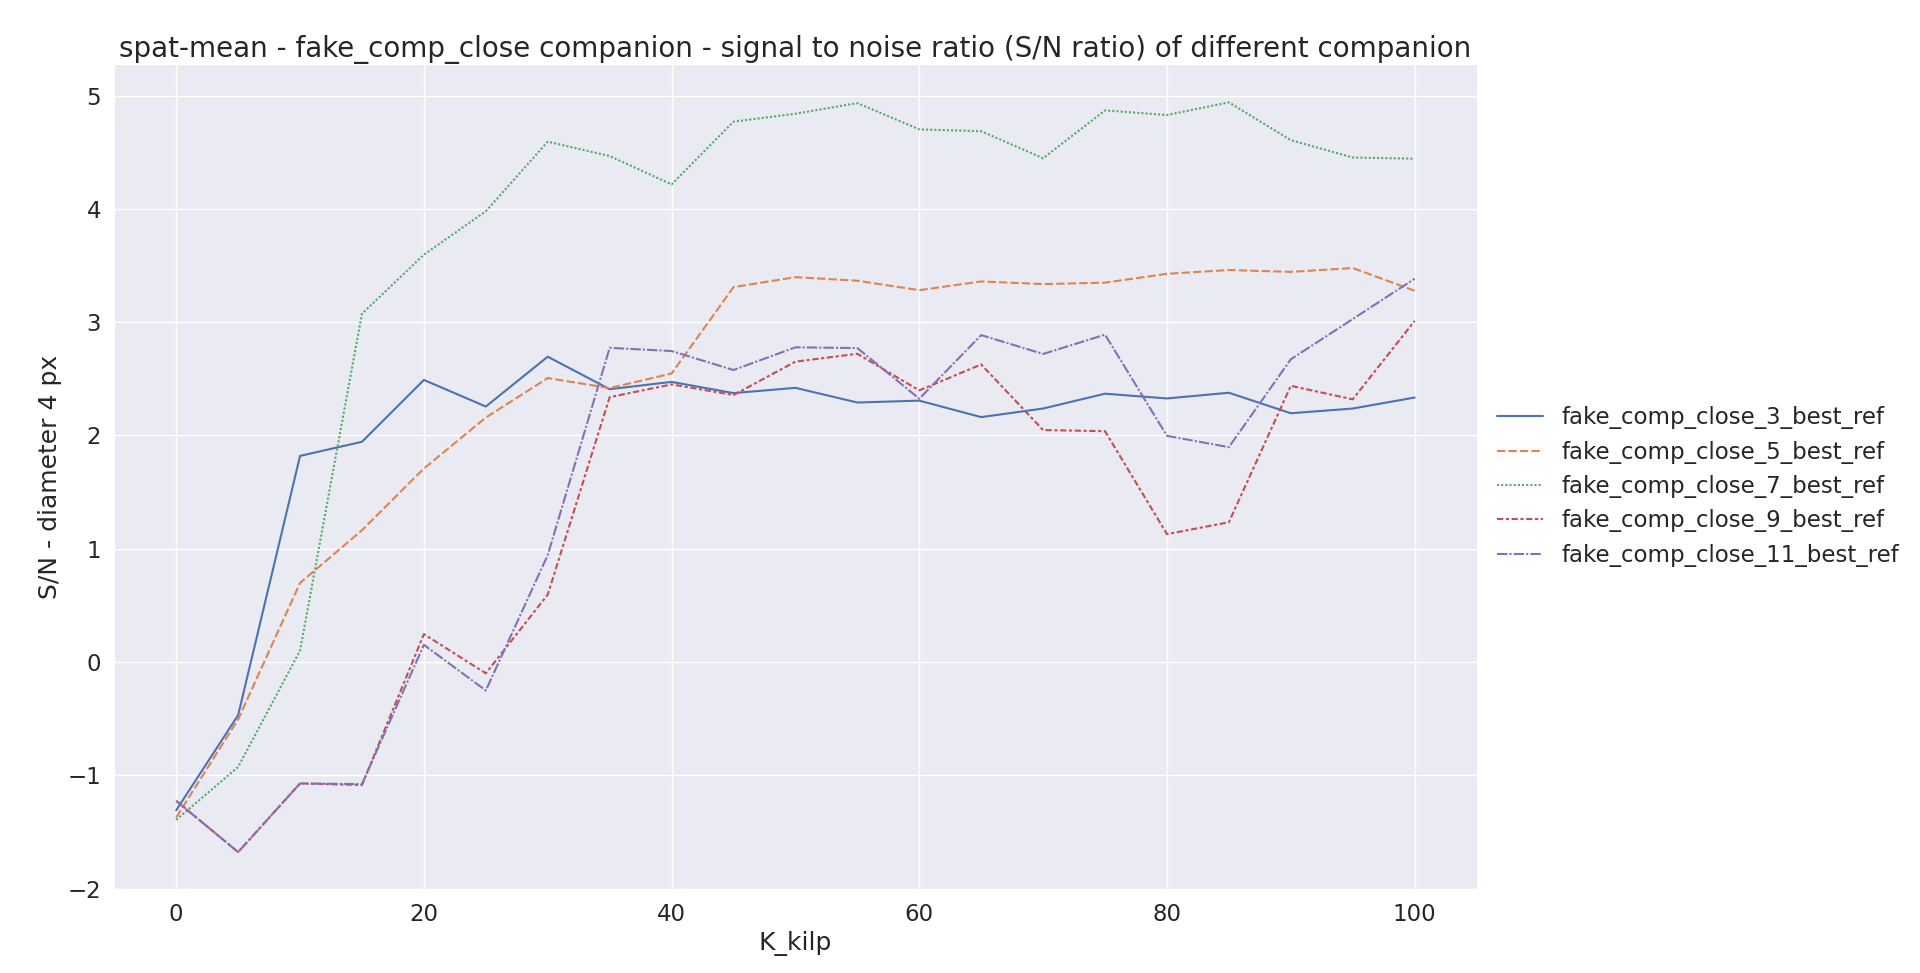 spat-mean - fake_comp_close companion - signal to noise ratio (S/N ratio) of different companion
5
4
3
2
1
0
−1
−2
S/N - diameter 4 px
0 20 40 60 80 100
K_kilp
fake_comp_close_3_best_ref
fake_comp_close_5_best_ref
fake_comp_close_7_best_ref
fake_comp_close_9_best_ref
fake_comp_close_11_best_ref